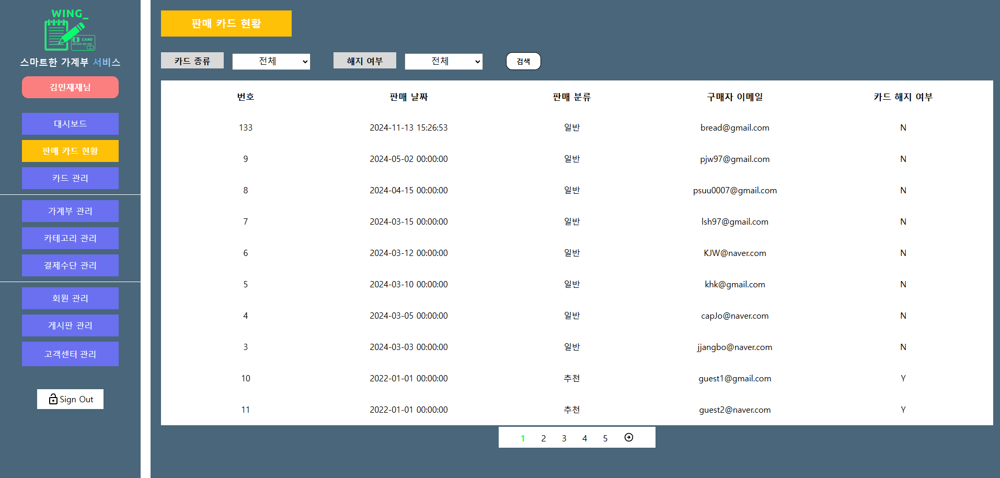 WING_
CARD
스마트한 가계부 서비스
김민재재님
대시보드
판매 카드 현황
카드 관리
가계부 관리
카테고리 관리
결제수단 관리
회원 관리
게시판 관리
고객센터 관리
Sign Out
판매 카드 현황
카드 종류 전체 해지 여부 전체 검색
번호 판매 날짜 판매 분류 구매자 이메일 카드 해지 여부
133 2024-11-13 15:26:53 일반 bread@gmail.com N
9 2024-05-02 00:00:00 일반 pjw97@gmail.com N
8 2024-04-15 00:00:00 일반 psuu0007@gmail.com N
7 2024-03-15 00:00:00 일반 lsh97@gmail.com N
6 2024-03-12 00:00:00 일반 KJW@naver.com N
5 2024-03-10 00:00:00 일반 khk@gmail.com N
4 2024-03-05 00:00:00 일반 capJo@naver.com N
3 2024-03-03 00:00:00 일반 jjangbo@naver.com N
10 2022-01-01 00:00:00 추천 guest1@gmail.com Y
11 2022-01-01 00:00:00 추천 guest2@naver.com Y
1 2 3 4 5